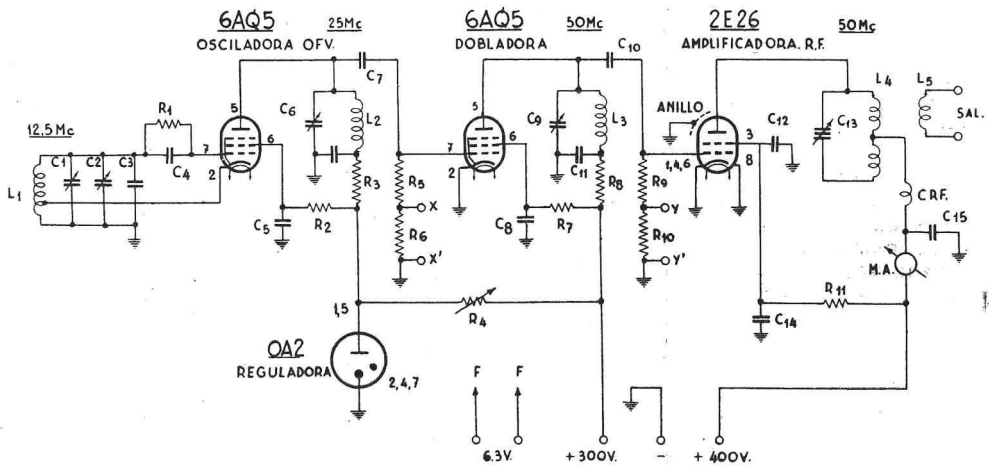 6AQ5
25Mc
6AQ5
50Mc
2E26
50Mc
OSCILADORA OFV.
DOBLADORA
AMPLIFICADORA. R.F.
C10
C7
L4
L5
5
5
ANILLO
C6
L2
C9
L3
C13
SAL.
R1
12,5 Mc
6
6
3
C12
C1
C2
C3
7
7
1,4,6
8
C4
2
2
C11
L1
R3
R5
R8
R9
C.R.F.
X
Y
C5
R2
R6
C8
R7
R10
C15
X'
Y'
M.A.
R11
1,5
R4
C14
OA2
REGULADORA
2,4,7
F
F
6.3V.
+300V.
-
+400V.